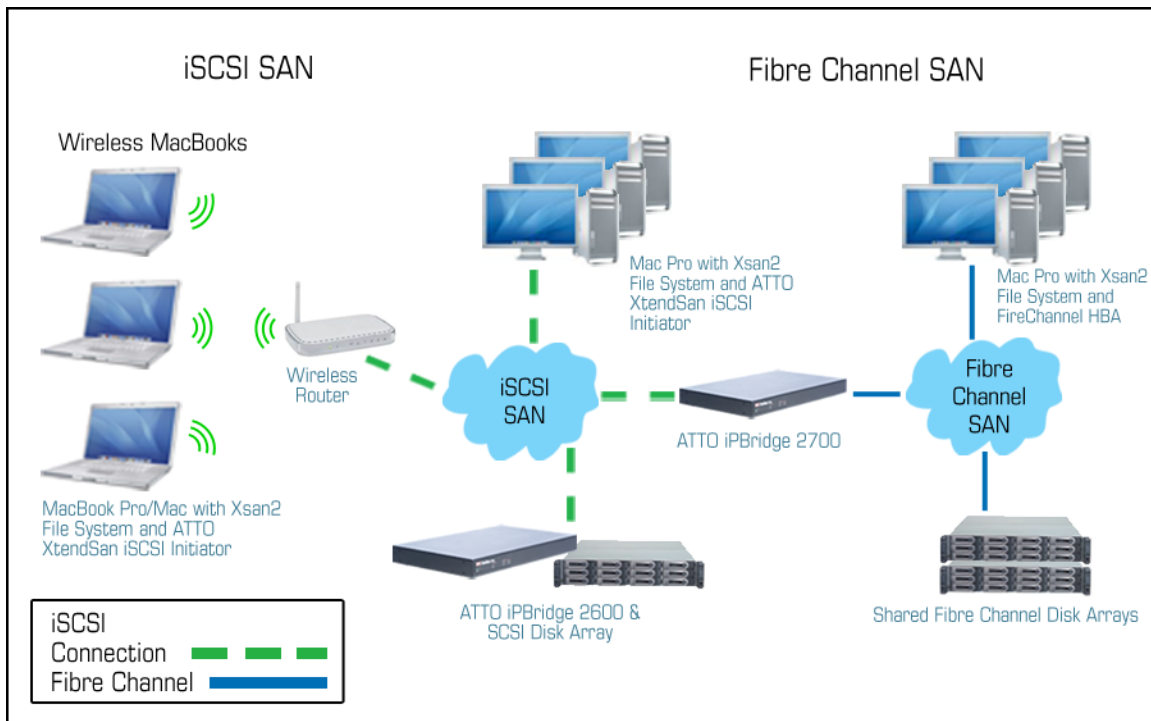 iSCSI SAN
Fibre Channel SAN
Wireless MacBooks
Mac Pro with Xsan2
File System and ATTO
XtendSan iSCSI
Initiator
Mac Pro with Xsan2
File System and
FireChannel HBA
Wireless
Router
iSCSI
SAN
ATTO iPBridge 2700
Fibre
Channel
SAN
MacBook Pro/Mac with Xsan2
File System and ATTO
XtendSan iSCSI Initiator
ATTO iPBridge 2600 &
SCSI Disk Array
Shared Fibre Channel Disk Arrays
iSCSI
Connection
Fibre Channel